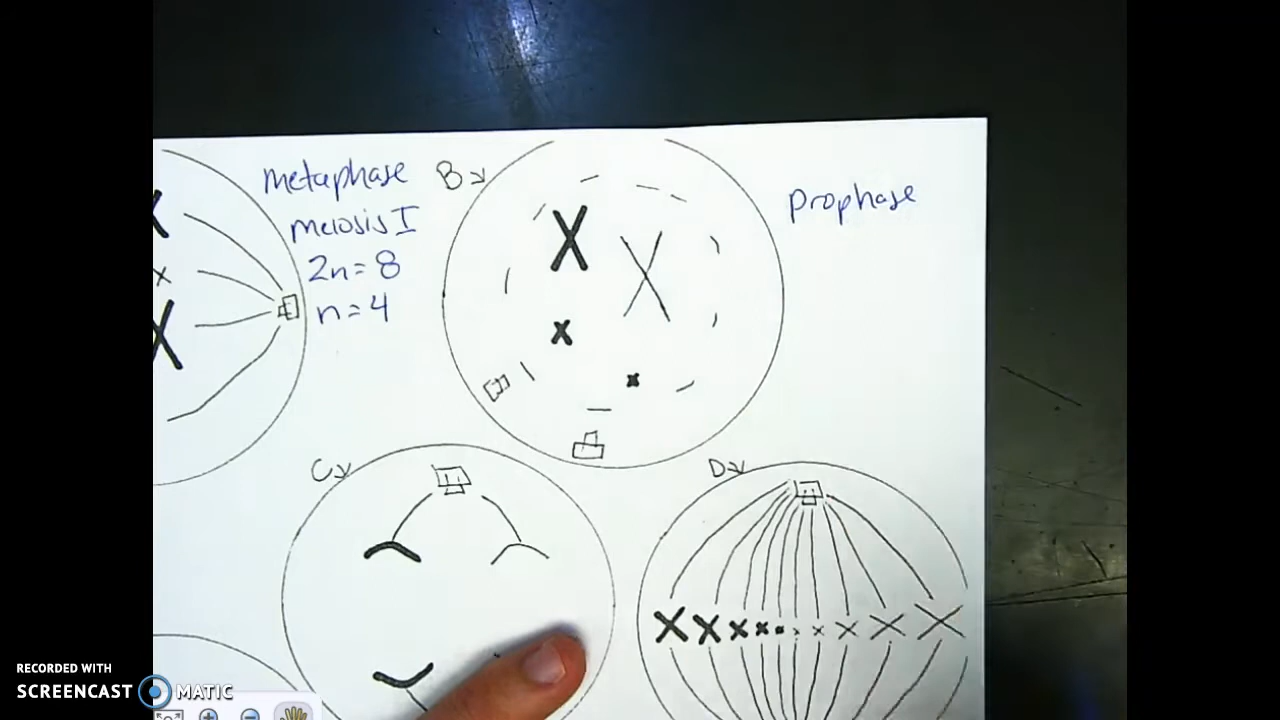 metaphase
meiosis I
2n = 8
n = 4
B
prophase
C
D
RECORDED WITH
SCREENCAST MATIC